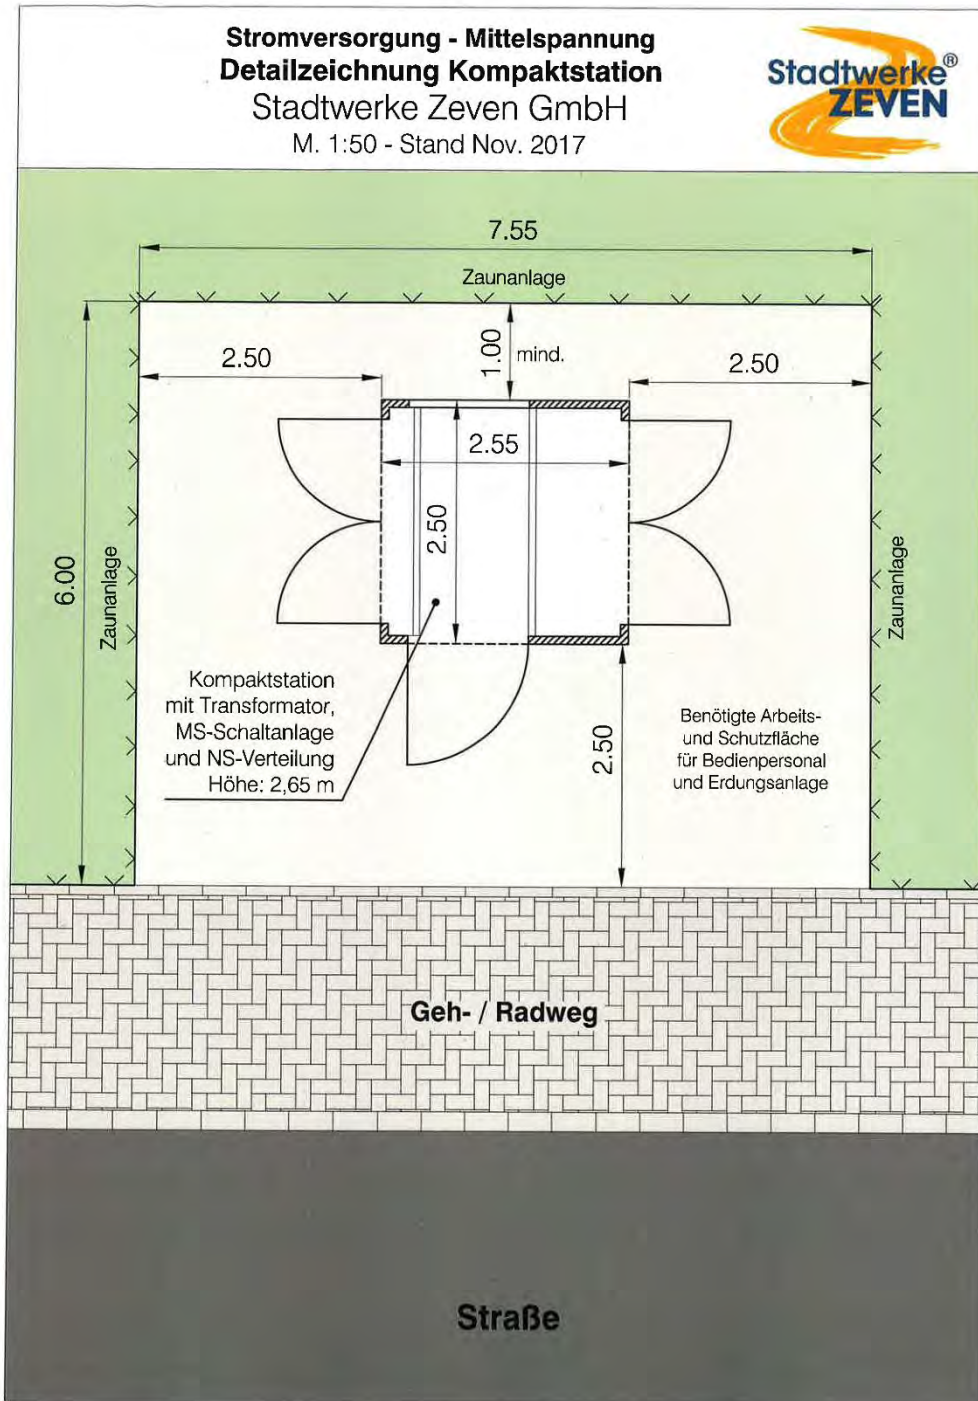 Stromversorgung - Mittelspannung
Detailzeichnung Kompaktstation
Stadtwerke Zeven GmbH
M. 1:50 - Stand Nov. 2017
Stadtwerke®
ZEVEN
7.55
Zaunanlage
2.50
1.00 mind.
2.50
2.55
2.50
6.00
Zaunanlage
Zaunanlage
Kompaktstation
mit Transformator,
MS-Schaltanlage
und NS-Verteilung
Höhe: 2,65 m
2.50
Benötigte Arbeits-
und Schutzfläche
für Bedienpersonal
und Erdungsanlage
Geh- / Radweg
Straße